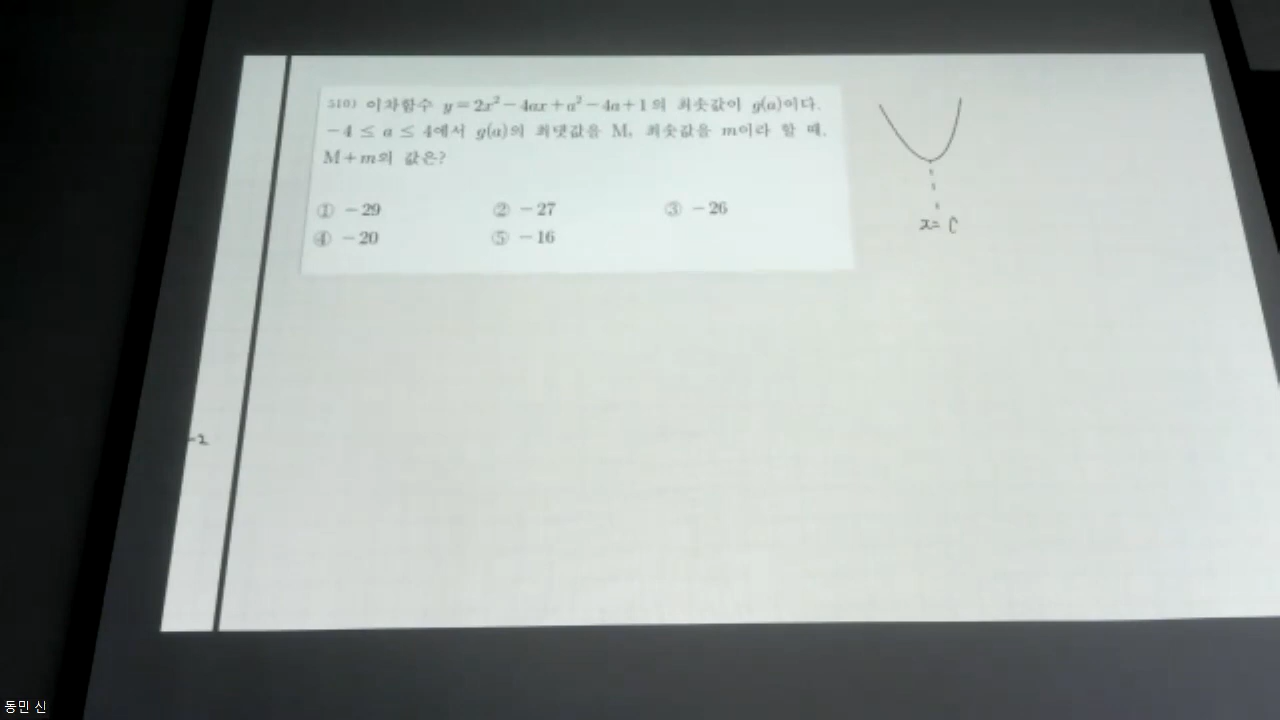 510) 이차함수 y = 2x² − 4ax + a² − 4a + 1의 최솟값이 g(a)이다.
−4 ≤ a ≤ 4에서 g(a)의 최댓값을 M, 최솟값을 m이라 할 때,
M + m의 값은?
① −29 ② −27 ③ −26
④ −20 ⑤ −16
x=
-2
동민 신